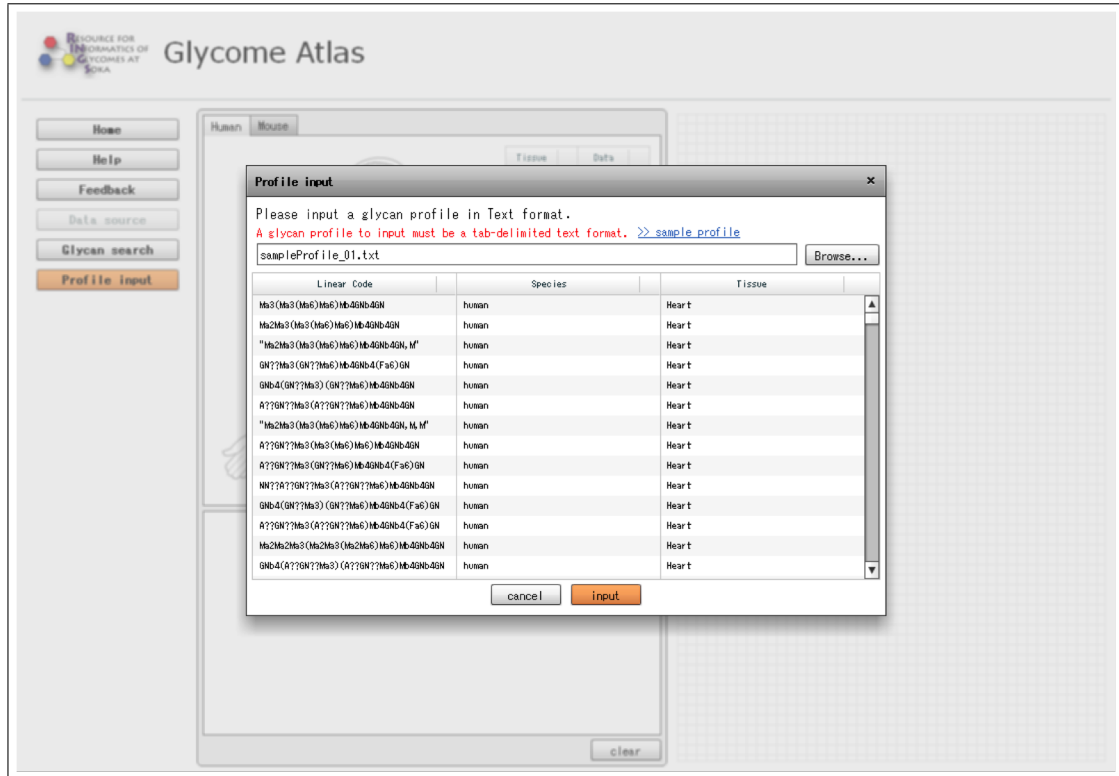 RESOURCE FOR
INFORMATICS OF
GLYCOMES AT
SOKA
Glycome Atlas
Home
Help
Feedback
Data source
Glycan search
Profile input
Human Mouse
Tissue Data
Profile input ×
Please input a glycan profile in Text format.
A glycan profile to input must be a tab-delimited text format. >> sample profile
sampleProfile_01.txt Browse...
Linear Code Species Tissue
Ma3(Ma3(Ma6)Ma6)Mb4GNb4GN human Heart
Ma2Ma3(Ma3(Ma6)Ma6)Mb4GNb4GN human Heart
"Ma2Ma3(Ma3(Ma6)Ma6)Mb4GNb4GN,M" human Heart
GN??Ma3(GN??Ma6)Mb4GNb4(Fa6)GN human Heart
GNb4(GN??Ma3)(GN??Ma6)Mb4GNb4GN human Heart
A??GN??Ma3(A??GN??Ma6)Mb4GNb4GN human Heart
"Ma2Ma3(Ma3(Ma6)Ma6)Mb4GNb4GN,M,M" human Heart
A??GN??Ma3(Ma3(Ma6)Ma6)Mb4GNb4GN human Heart
A??GN??Ma3(GN??Ma6)Mb4GNb4(Fa6)GN human Heart
NN??A??GN??Ma3(A??GN??Ma6)Mb4GNb4GN human Heart
GNb4(GN??Ma3)(GN??Ma6)Mb4GNb4(Fa6)GN human Heart
A??GN??Ma3(A??GN??Ma6)Mb4GNb4(Fa6)GN human Heart
Ma2Ma2Ma3(Ma2Ma3(Ma2Ma6)Ma6)Mb4GNb4GN human Heart
GNb4(A??GN??Ma3)(A??GN??Ma6)Mb4GNb4GN human Heart
cancel input
clear